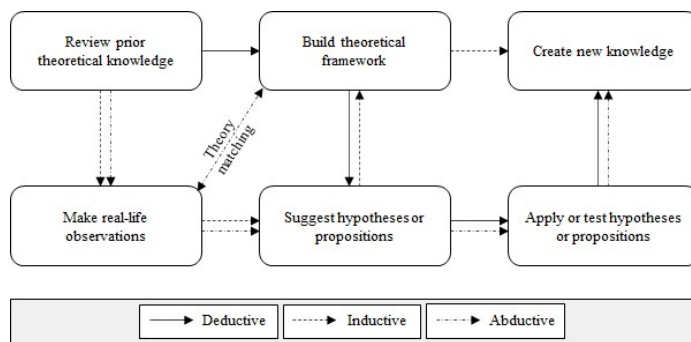 Review prior
theoretical knowledge
Build theoretical
framework
Create new knowledge
Theory
matching
Make real-life
observations
Suggest hypotheses or
propositions
Apply or test hypotheses
or propositions
Deductive
Inductive
Abductive